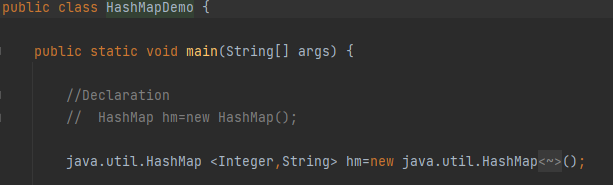 public class HashMapDemo {
public static void main(String[] args) {
//Declaration
//  HashMap hm=new HashMap();
java.util.HashMap <Integer,String> hm=new java.util.HashMap<~>();